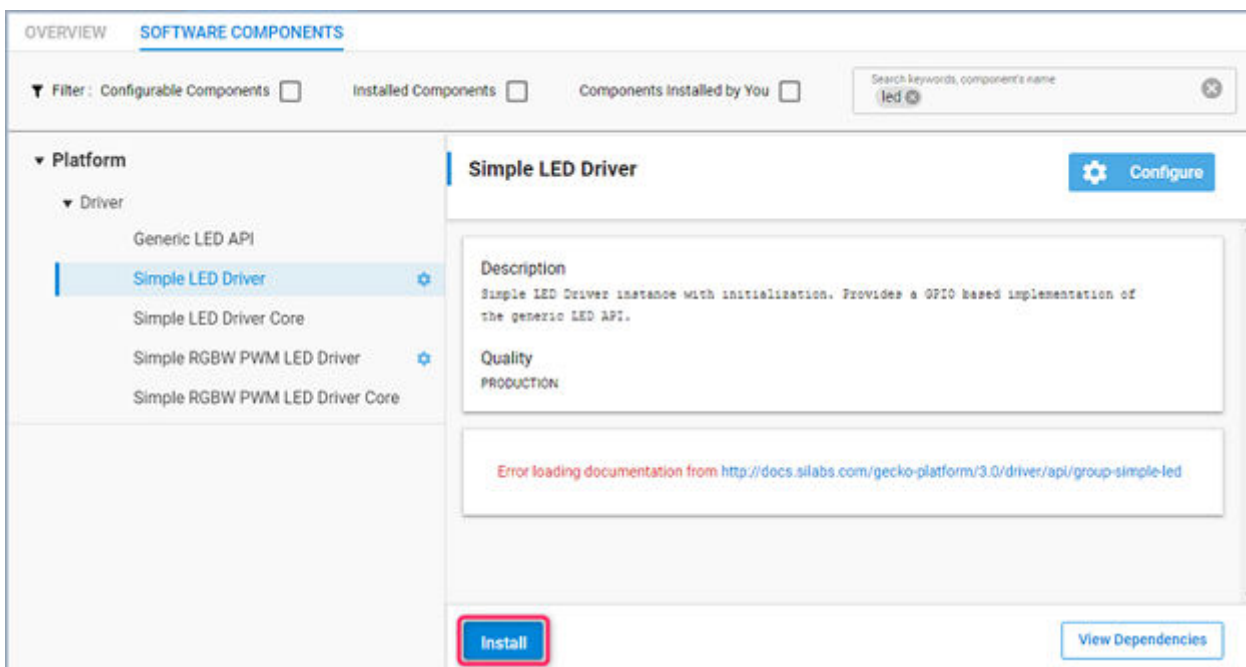 OVERVIEW SOFTWARE COMPONENTS
Filter : Configurable Components Installed Components Components Installed by You Search keywords, component's name
led
Platform
Driver
Generic LED API
Simple LED Driver
Simple LED Driver Core
Simple RGBW PWM LED Driver
Simple RGBW PWM LED Driver Core
Simple LED Driver
Configure
Description
Simple LED Driver instance with initialization. Provides a GPIO based implementation of
the generic LED API.
Quality
PRODUCTION
Error loading documentation from http://docs.silabs.com/gecko-platform/3.0/driver/api/group-simple-led
Install
View Dependencies